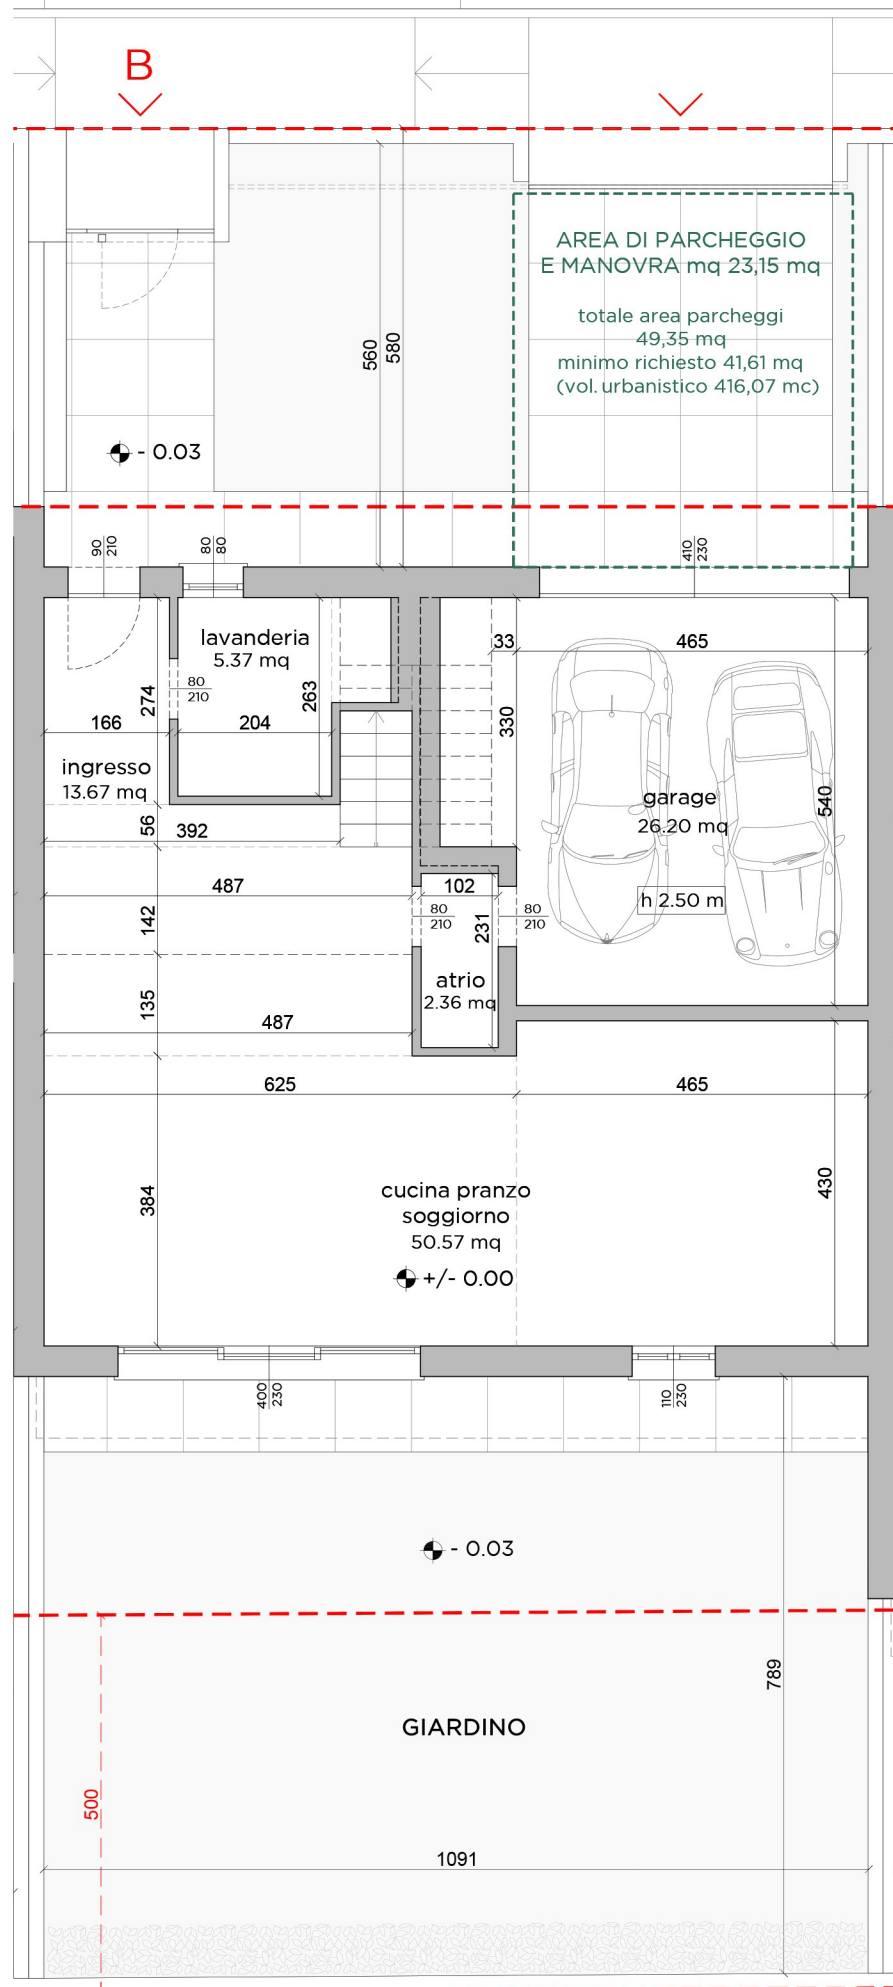 B
560
580
AREA DI PARCHEGGIO
E MANOVRA mq 23,15 mq
totale area parcheggi
49,35 mq
minimo richiesto 41,61 mq
(vol. urbanistico 416,07 mc)
- 0.03
90
210
80
80
410
230
lavanderia
5.37 mq
33
465
274
80
210
263
330
166
204
ingresso
13.67 mq
garage
26.20 mq
540
56
392
487
102
h 2.50 m
142
80
210
231
80
210
atrio
2.36 mq
135
487
625
465
384
cucina pranzo
soggiorno
50.57 mq
430
+/- 0.00
400
230
110
230
- 0.03
789
GIARDINO
500
1091